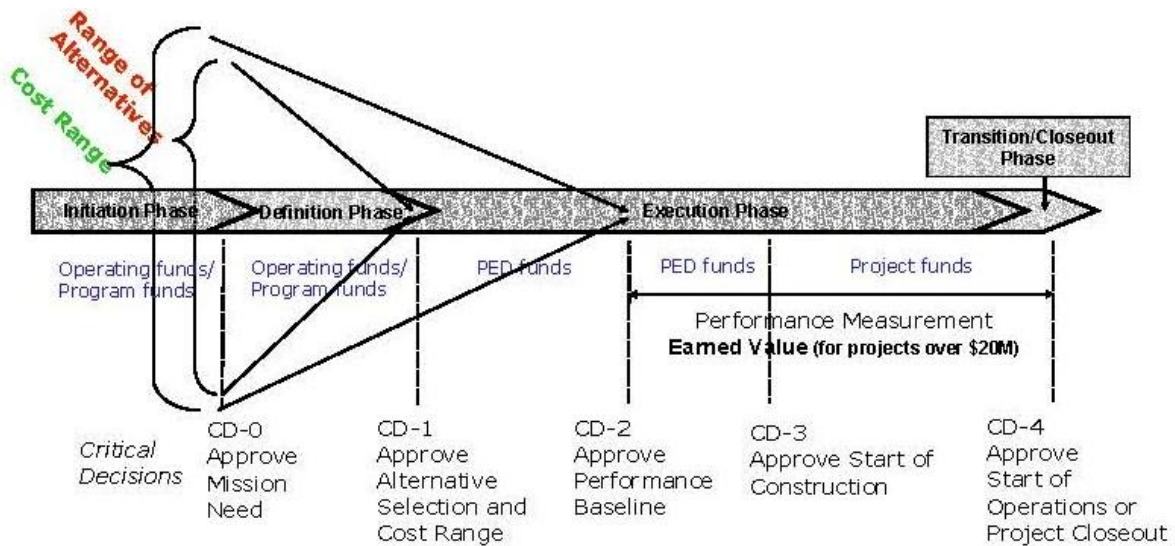 Range of
Alternatives
Cost Range
Transition/Closeout
Phase
Initiation Phase
Definition Phase
Execution Phase
Operating funds/
Program funds
Operating funds/
Program funds
PED funds
PED funds
Project funds
Performance Measurement
Earned Value (for projects over $20M)
Critical
Decisions
CD-0
Approve
Mission
Need
CD-1
Approve
Alternative
Selection and
Cost Range
CD-2
Approve
Performance
Baseline
CD-3
Approve Start of
Construction
CD-4
Approve
Start of
Operations or
Project Closeout